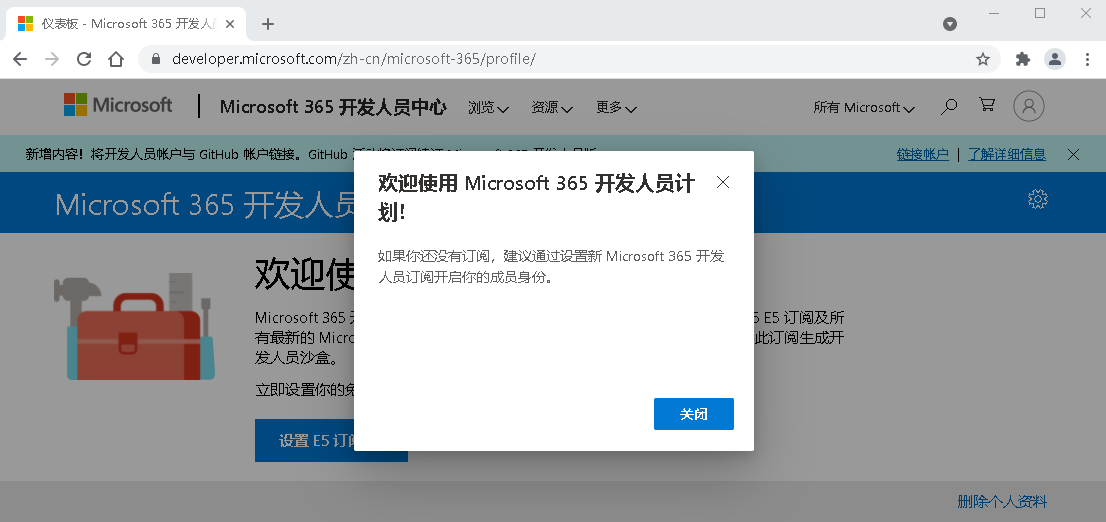 仪表板 - Microsoft 365 开发人
developer.microsoft.com/zh-cn/microsoft-365/profile/
Microsoft
Microsoft 365 开发人员中心
浏览
资源
更多
所有 Microsoft
新增内容！将开发人员帐户与 GitHub 帐户链接。GitHub
链接帐户 | 了解详细信息
Microsoft 365 开发人员
欢迎使用 Microsoft 365 开发人员计
划!
如果你还没有订阅，建议通过设置新 Microsoft 365 开发
人员订阅开启你的成员身份。
关闭
欢迎使
Microsoft 365
E5 订阅及所
有最新的 Micro
此订阅生成开
发人员沙盒。
立即设置你的免
设置 E5 订阅
删除个人资料